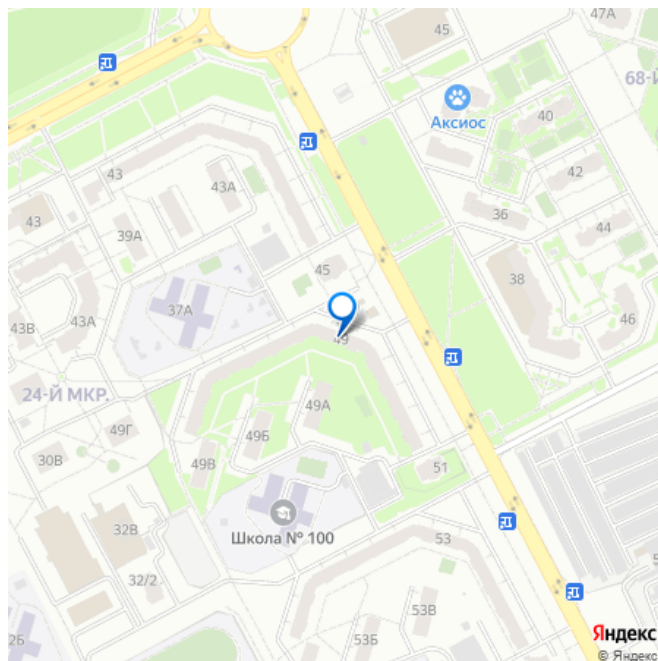 47А
45
68-Й
Аксиос
40
43
43А
42
36
43
39А
44
45
38
37А
46
43В
43А
49
24-Й МКР.
49А
49Г
49Б
30В
49В
51
32В
Школа № 100
53
32/2
53В
2Б
53Б
Яндекс
© Яндекс